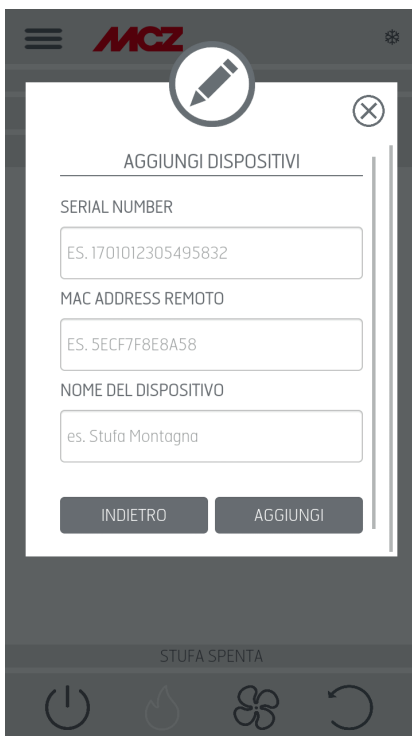 MCZ
AGGIUNGI DISPOSITIVI
SERIAL NUMBER
ES. 1701012305495832
MAC ADDRESS REMOTO
ES. 5ECF7F8E8A58
NOME DEL DISPOSITIVO
es. Stufa Montagna
INDIETRO AGGIUNGI
STUFA SPENTA